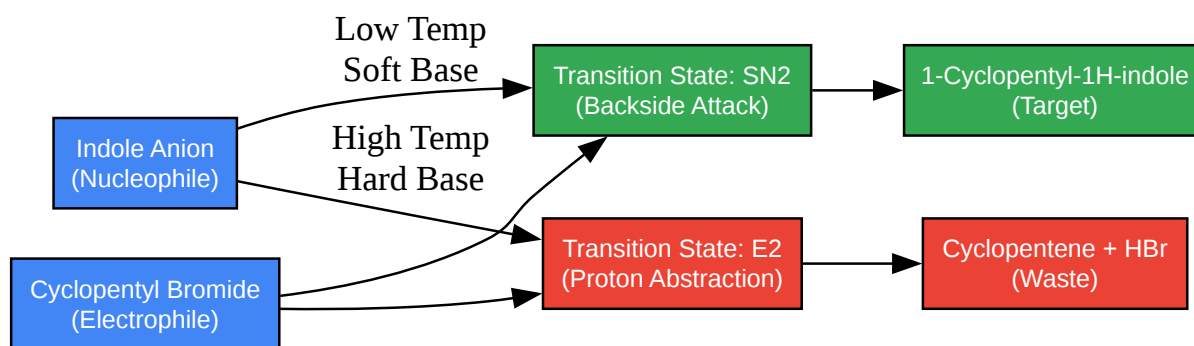 Low Temp
Soft Base
Transition State: SN2
(Backside Attack)
1-Cyclopentyl-1H-indole
(Target)
Indole Anion
(Nucleophile)
High Temp
Hard Base
Cyclopentyl Bromide
(Electrophile)
Transition State: E2
(Proton Abstraction)
Cyclopentene + HBr
(Waste)